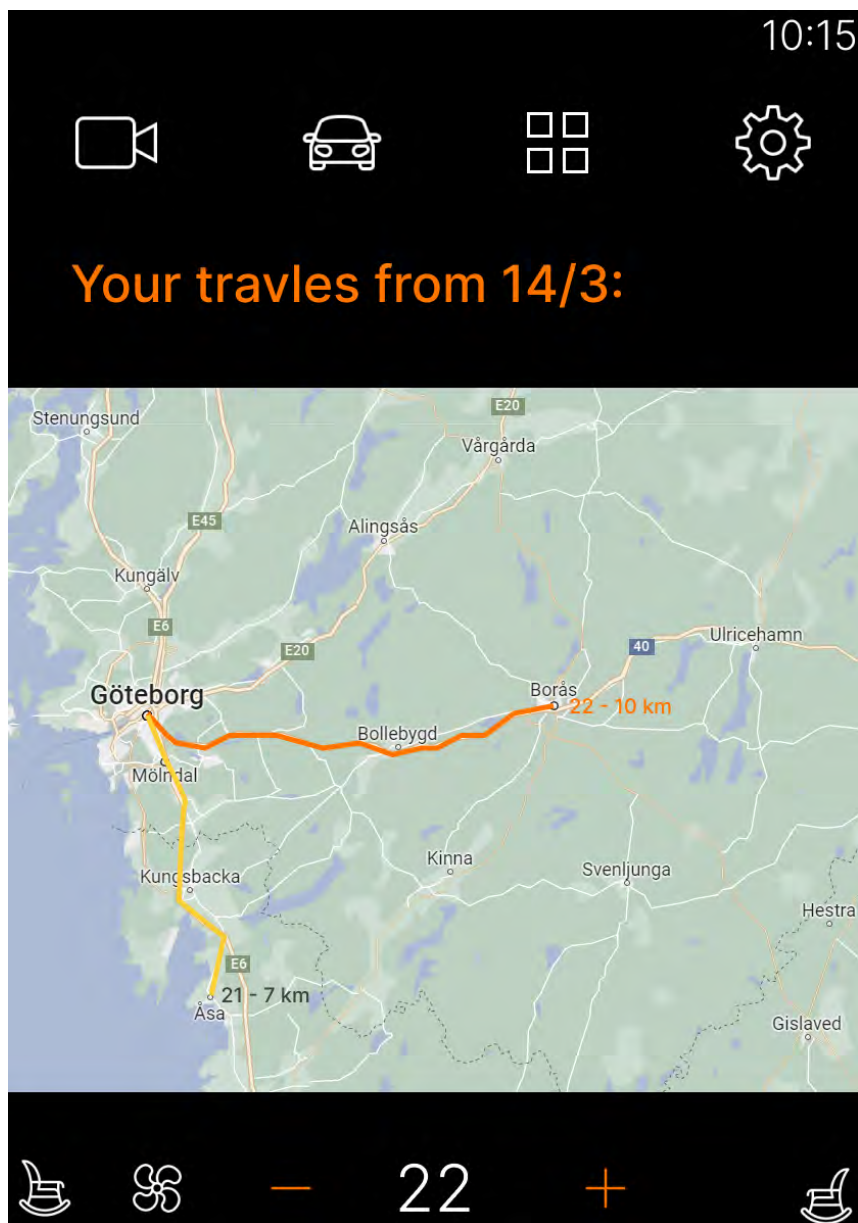 10:15
Your travles from 14/3:
E20
Stenungsund
Vårgårda
E45
Alingsås
Kungälv
E6
Ulricehamn
40
E20
Göteborg
Borås
22 - 10 km
Bollebygd
Mölndal
Kinna
Svenljunga
Kungsbacka
Hestra
E6
21 - 7 km
Åsa
Gislaved
22